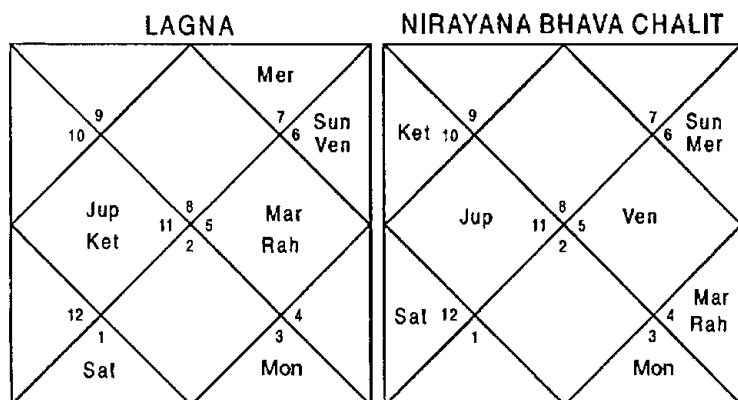 LAGNA
Mer
9
7
10
6
Sun
Ven
Jup
Ket
8
11
5
2
Mar
Rah
12
4
1
3
Sat
Mon
NIRAYANA BHAVA CHALIT
9
7
Ket
10
6
Sun
Mer
Jup
8
11
5
2
Ven
Sat
12
4
Mar
Rah
1
3
Mon